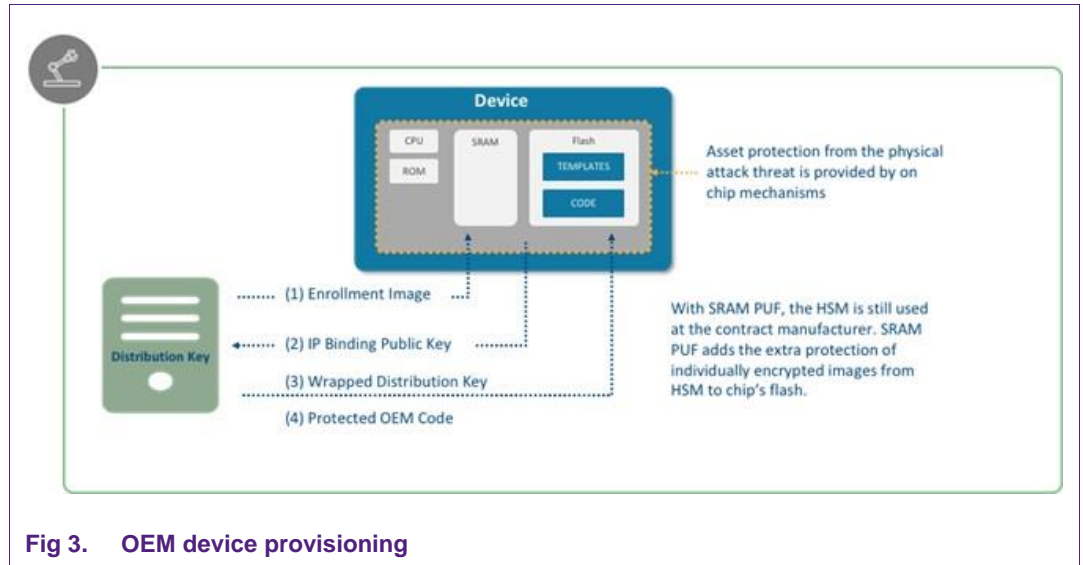 Device
CPU
ROM
SRAM
Flash
TEMPLATES
CODE
Asset protection from the physical
attack threat is provided by on
chip mechanisms
Distribution Key
(1) Enrollment Image
(2) IP Binding Public Key
(3) Wrapped Distribution Key
(4) Protected OEM Code
With SRAM PUF, the HSM is still used
at the contract manufacturer. SRAM
PUF adds the extra protection of
individually encrypted images from
HSM to chip's flash.
Fig 3. OEM device provisioning